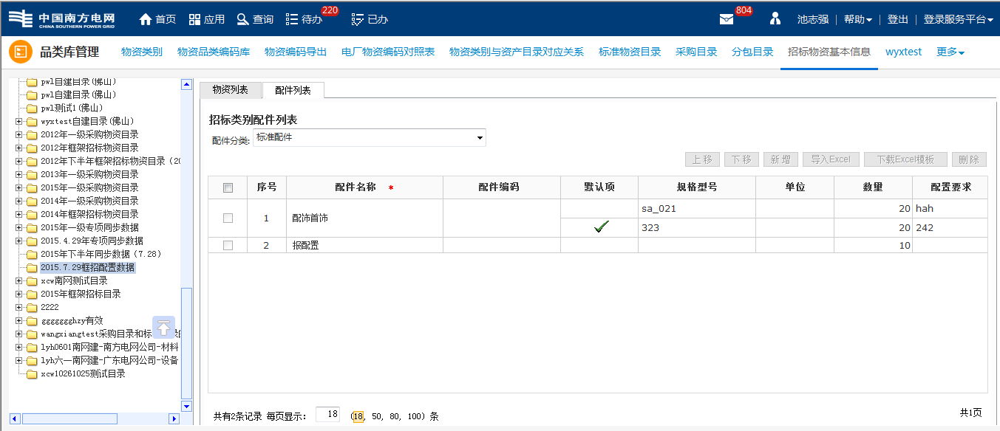 中国南方电网 首页 应用 查询 待办 220 已办 804 池志强 | 帮助 | 登出 | 登录服务平台
CHINA SOUTHERN POWER GRID
品类库管理 物资类别 物资品类编码库 物资编码导出 电厂物资编码对照表 物资类别与资产目录对应关系 标准物资目录 采购目录 分包目录 招标物资基本信息 wyxtest 更多
pwl自建目录(佛山)
pwl自建目录(佛山)
pwl测试1(佛山)
wyxtest自建目录(佛山)
2012年一级采购物资目录
2012年框架招标物资目录
2012年下半年框架招标物资目录（20
2013年一级采购物资目录
2015年一级采购物资目录
2014年一级采购物资目录
2014年框架招标物资目录
2015年一级专项同步数据
2015.4.29年专项同步数据
2015年下半年同步数据（7.28）
2015.7.29框招配置数据
xcw南网测试目录
2015年框架招标目录
2222
ggggggghzy有效
wangxiangtest采购目录和标
lyh0601南网建-南方电网公司-材料
lyh六一南网建-广东电网公司-设备
xcw10261025测试目录
物资列表 配件列表
招标类别配件列表
配件分类: 标准配件
上移 下移 新增 导入Excel 下载Excel模板 删除
序号 配件名称 * 配件编码 默认项 规格型号 单位 数量 配置要求
1 配饰首饰 sa_021 20 hah
323 20 242
2 报配置 10
共有2条记录 每页显示： 18 (18, 50, 80, 100) 条 共1页